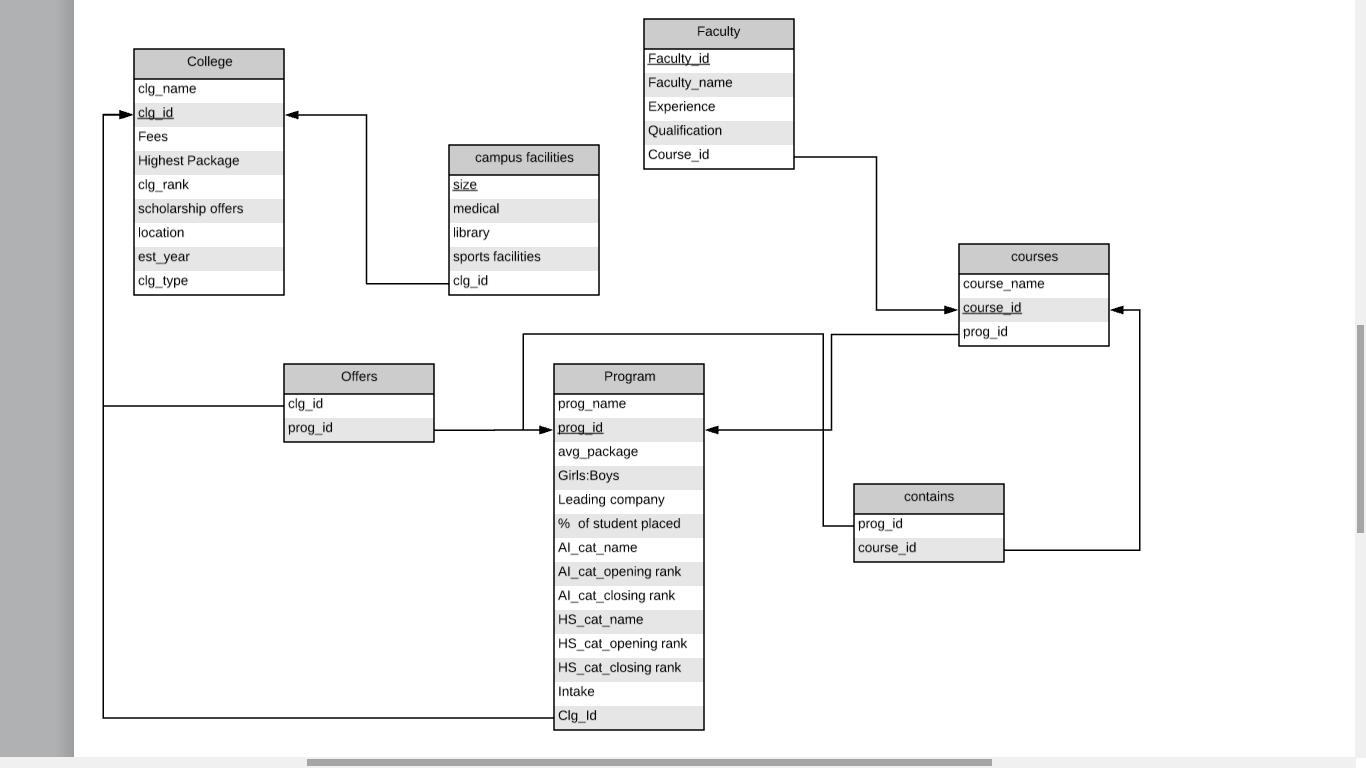 Faculty
Faculty_id
Faculty_name
Experience
Qualification
Course_id
College
clg_name
clg_id
Fees
Highest Package
clg_rank
scholarship offers
location
est_year
clg_type
campus facilities
size
medical
library
sports facilities
clg_id
courses
course_name
course_id
prog_id
Offers
clg_id
prog_id
Program
prog_name
prog_id
avg_package
Girls:Boys
Leading company
% of student placed
AI_cat_name
AI_cat_opening rank
AI_cat_closing rank
HS_cat_name
HS_cat_opening rank
HS_cat_closing rank
Intake
Clg_Id
contains
prog_id
course_id